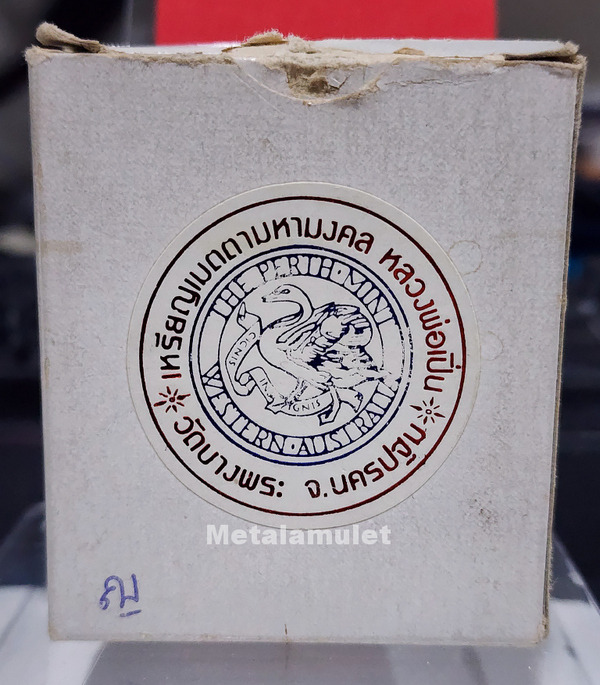 เหรียญเมตตามหามงคล หลวงพ่อเปิ่น
วัดบางพระ จ.นครปฐม
THE·PERTH·MINT
WESTERN·AUSTRALIA
CYGNIS
INSIGNIS
Metalamulet